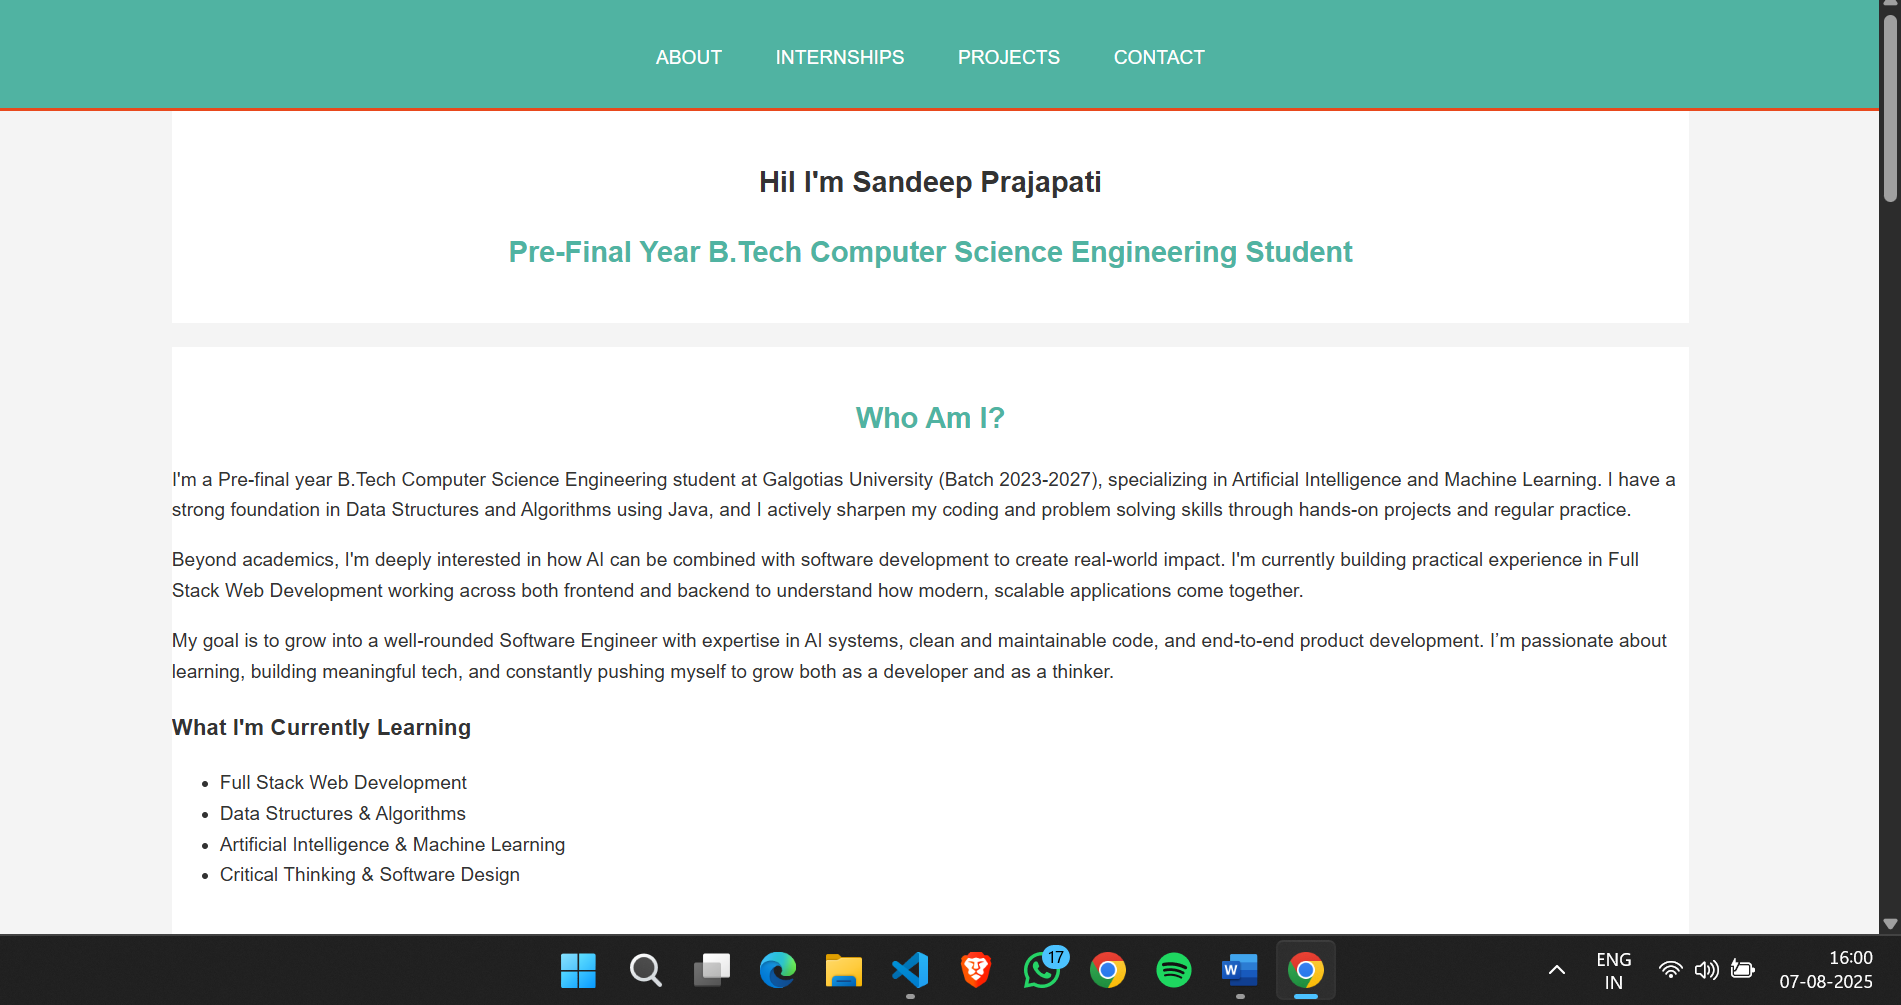 ABOUT INTERNSHIPS PROJECTS CONTACT
Hil I'm Sandeep Prajapati
Pre-Final Year B.Tech Computer Science Engineering Student
Who Am I?
I'm a Pre-final year B.Tech Computer Science Engineering student at Galgotias University (Batch 2023-2027), specializing in Artificial Intelligence and Machine Learning. I have a
strong foundation in Data Structures and Algorithms using Java, and I actively sharpen my coding and problem solving skills through hands-on projects and regular practice.
Beyond academics, I'm deeply interested in how AI can be combined with software development to create real-world impact. I'm currently building practical experience in Full
Stack Web Development working across both frontend and backend to understand how modern, scalable applications come together.
My goal is to grow into a well-rounded Software Engineer with expertise in AI systems, clean and maintainable code, and end-to-end product development. I’m passionate about
learning, building meaningful tech, and constantly pushing myself to grow both as a developer and as a thinker.
What I'm Currently Learning
• Full Stack Web Development
• Data Structures & Algorithms
• Artificial Intelligence & Machine Learning
• Critical Thinking & Software Design
17
W
ENG
IN
16:00
07-08-2025